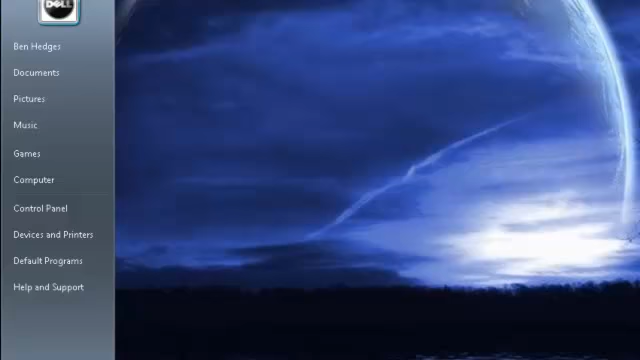 DELL
Ben Hedges
Documents
Pictures
Music
Games
Computer
Control Panel
Devices and Printers
Default Programs
Help and Support